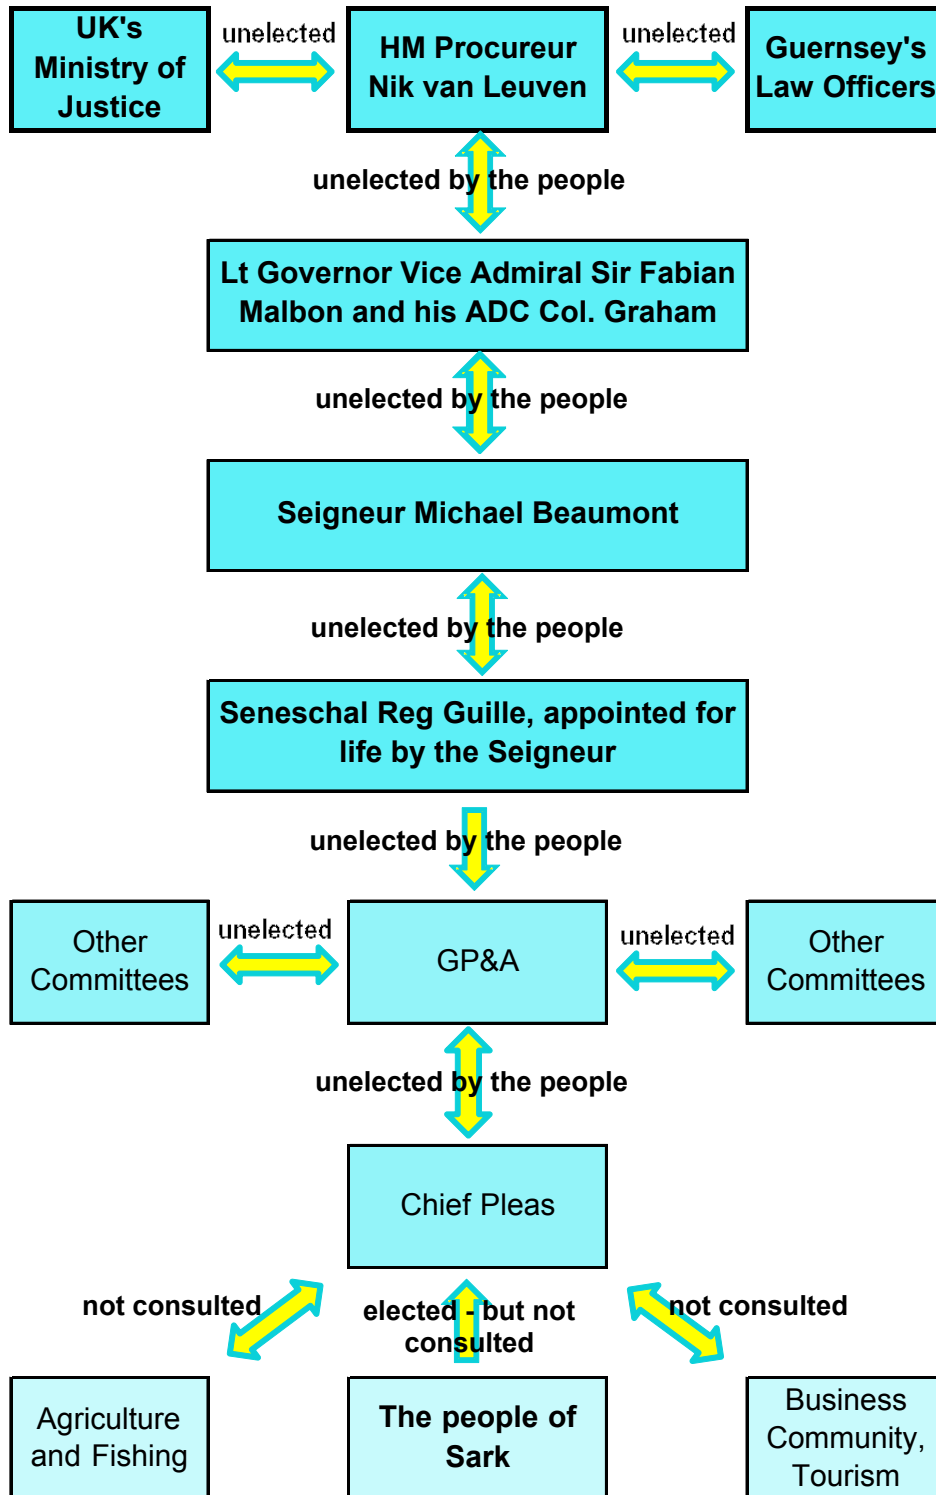 UK's
Ministry of
Justice
unelected
HM Procureur
Nik van Leuven
unelected
Guernsey's
Law Officers
unelected by the people
Lt Governor Vice Admiral Sir Fabian
Malbon and his ADC Col. Graham
unelected by the people
Seigneur Michael Beaumont
unelected by the people
Seneschal Reg Guille, appointed for
life by the Seigneur
unelected by the people
Other
Committees
unelected
GP&A
unelected
Other
Committees
unelected by the people
Chief Pleas
not consulted
elected - but not
consulted
not consulted
Agriculture
and Fishing
The people of
Sark
Business
Community,
Tourism